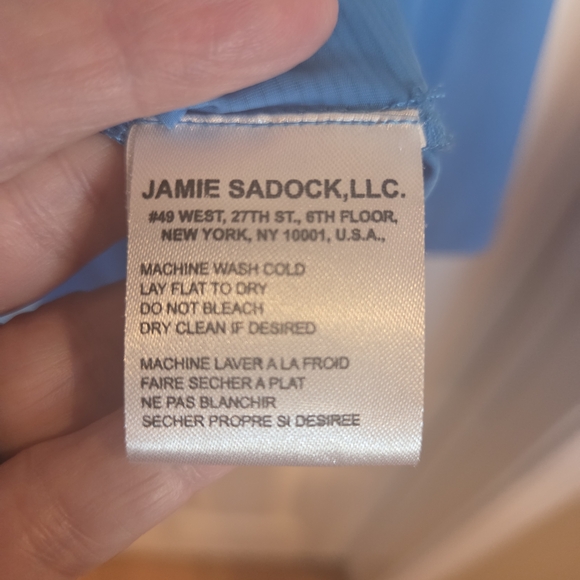 JAMIE SADOCK,LLC.
#49 WEST, 27TH ST., 6TH FLOOR,
NEW YORK, NY 10001, U.S.A.,
MACHINE WASH COLD
LAY FLAT TO DRY
DO NOT BLEACH
DRY CLEAN IF DESIRED
MACHINE LAVER A LA FROID
FAIRE SECHER A PLAT
NE PAS BLANCHIR
SECHER PROPRE SI DESIREE